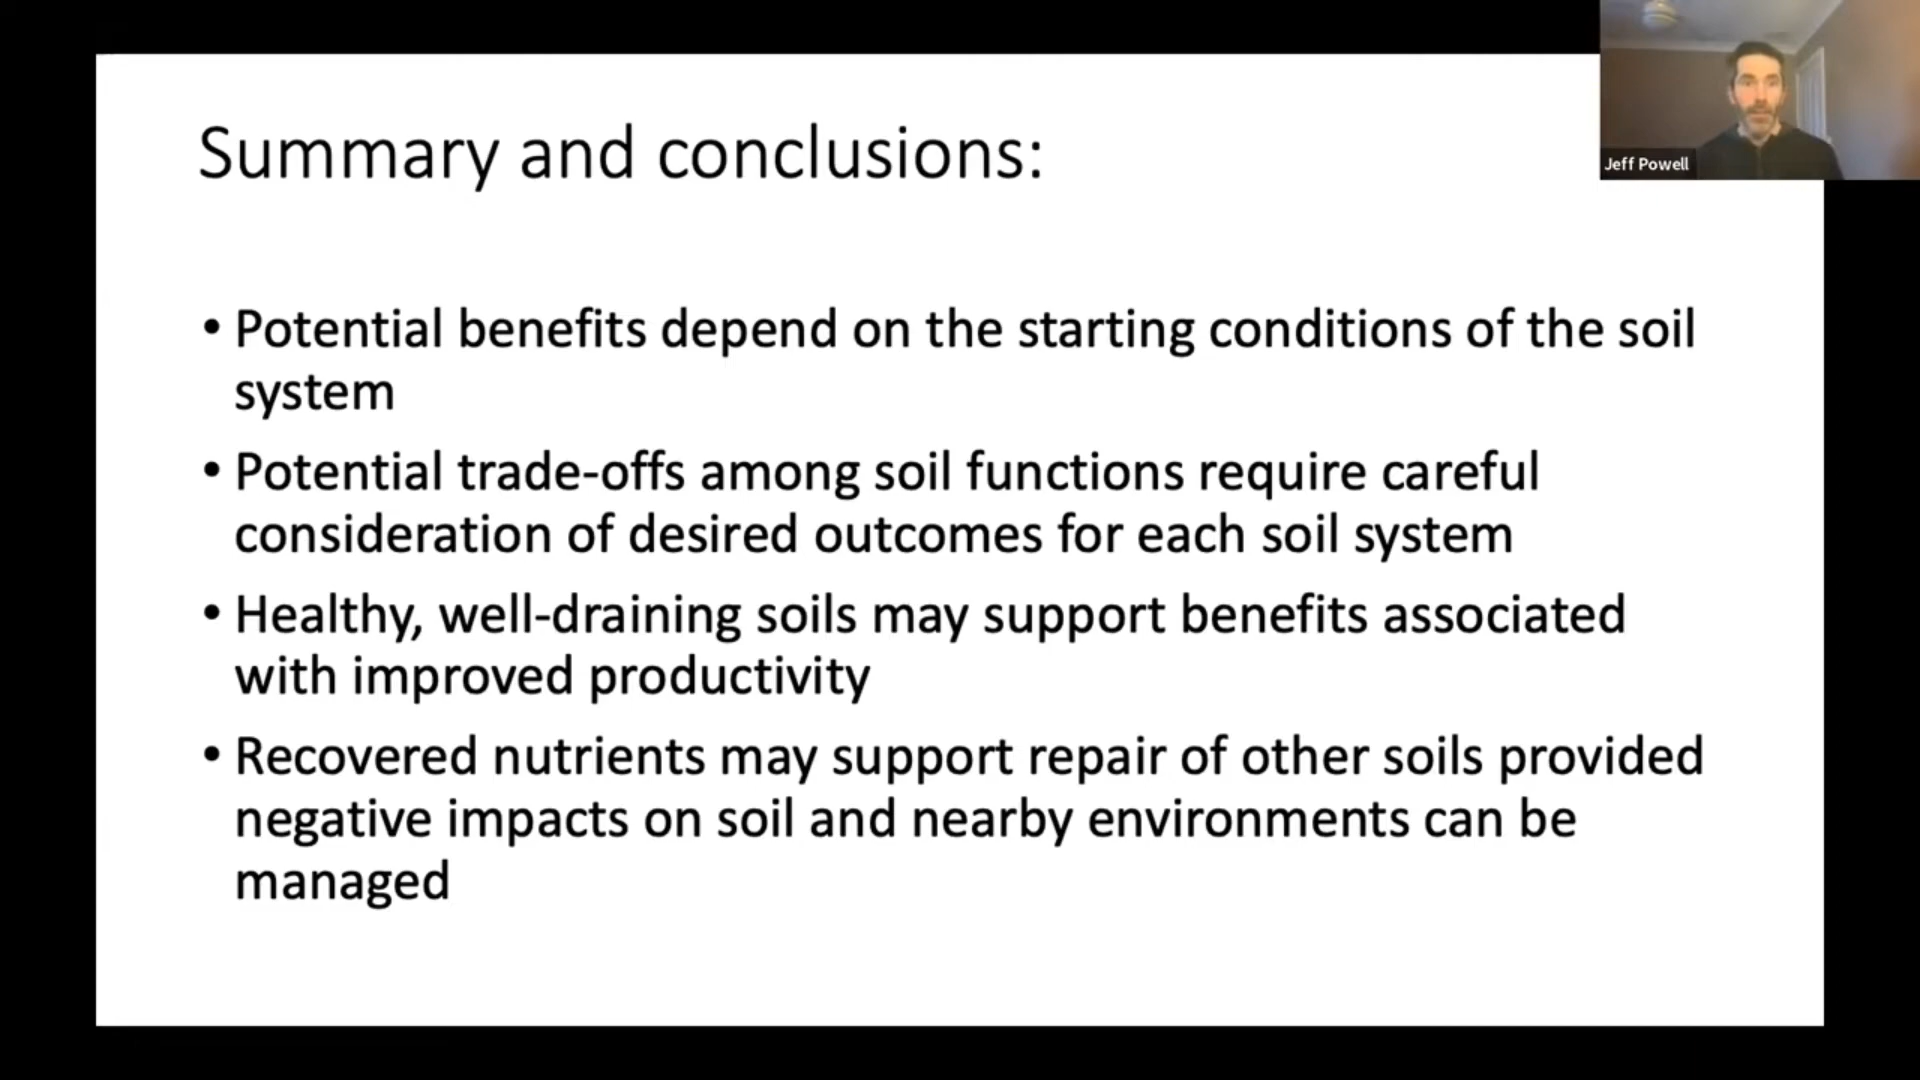 Summary and conclusions:
Jeff Powell
• Potential benefits depend on the starting conditions of the soil
system
• Potential trade-offs among soil functions require careful
consideration of desired outcomes for each soil system
• Healthy, well-draining soils may support benefits associated
with improved productivity
• Recovered nutrients may support repair of other soils provided
negative impacts on soil and nearby environments can be
managed